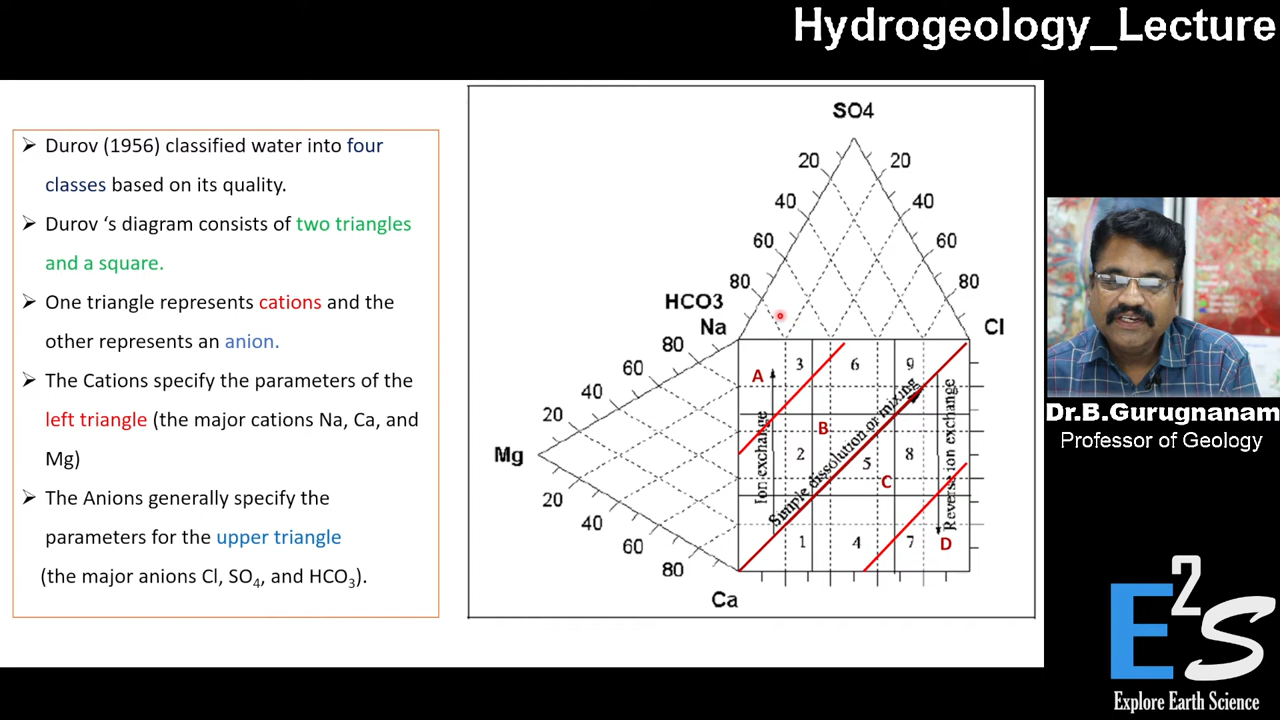 Hydrogeology_Lecture
➢ Durov (1956) classified water into four
classes based on its quality.
➢ Durov ‘s diagram consists of two triangles
and a square.
➢ One triangle represents cations and the
other represents an anion.
➢ The Cations specify the parameters of the
left triangle (the major cations Na, Ca, and
Mg)
➢ The Anions generally specify the
parameters for the upper triangle
(the major anions Cl, SO4, and HCO3).
SO4
20 20
40 40
60 60
80 80
HCO3
Na Cl
80
60
40
20
Mg
20
40
60
80
Ca
A 3 6 9
B
2 5 8
C
1 4 7 D
Ion exchange
Simple dissolution or mixing
Reverse ion exchange
Dr.B.Gurugnanam
Professor of Geology
E2S
Explore Earth Science